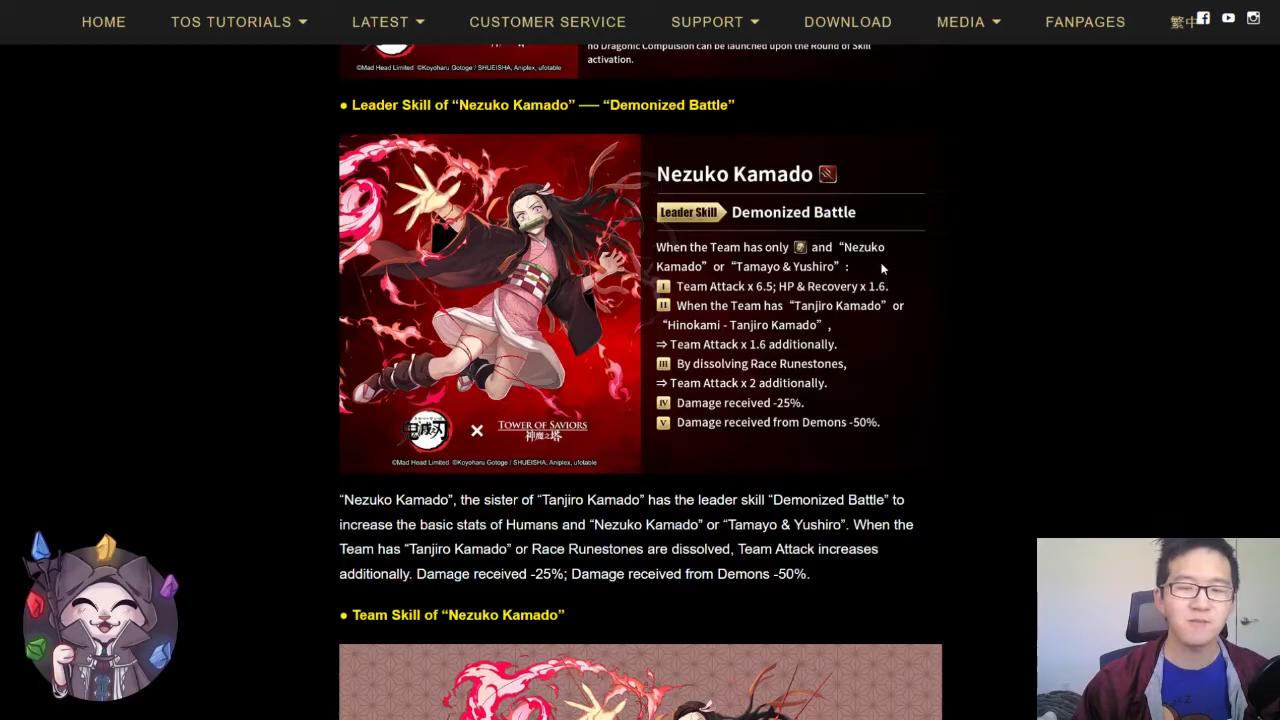 HOME
TOS TUTORIALS
LATEST
CUSTOMER SERVICE
SUPPORT
DOWNLOAD
MEDIA
FANPAGES
繁中
no Dragonic Compulsion can be launched upon the Round of Skill
activation.
©Mad Head Limited ©Koyoharu Gotoge / SHUEISHA, Aniplex, ufotable
● Leader Skill of “Nezuko Kamado” —– “Demonized Battle”
Nezuko Kamado
Leader Skill Demonized Battle
When the Team has only and “Nezuko
Kamado” or “Tamayo & Yushiro” :
I Team Attack x 6.5; HP & Recovery x 1.6.
II When the Team has “Tanjiro Kamado” or
“Hinokami - Tanjiro Kamado” ,
⇒ Team Attack x 1.6 additionally.
III By dissolving Race Runestones,
⇒ Team Attack x 2 additionally.
IV Damage received -25%.
V Damage received from Demons -50%.
鬼滅之刃
×
TOWER OF SAVIORS
神魔之塔
©Mad Head Limited ©Koyoharu Gotoge / SHUEISHA, Aniplex, ufotable
“Nezuko Kamado”, the sister of “Tanjiro Kamado” has the leader skill “Demonized Battle” to
increase the basic stats of Humans and “Nezuko Kamado” or “Tamayo & Yushiro”. When the
Team has “Tanjiro Kamado” or Race Runestones are dissolved, Team Attack increases
additionally. Damage received -25%; Damage received from Demons -50%.
● Team Skill of “Nezuko Kamado”